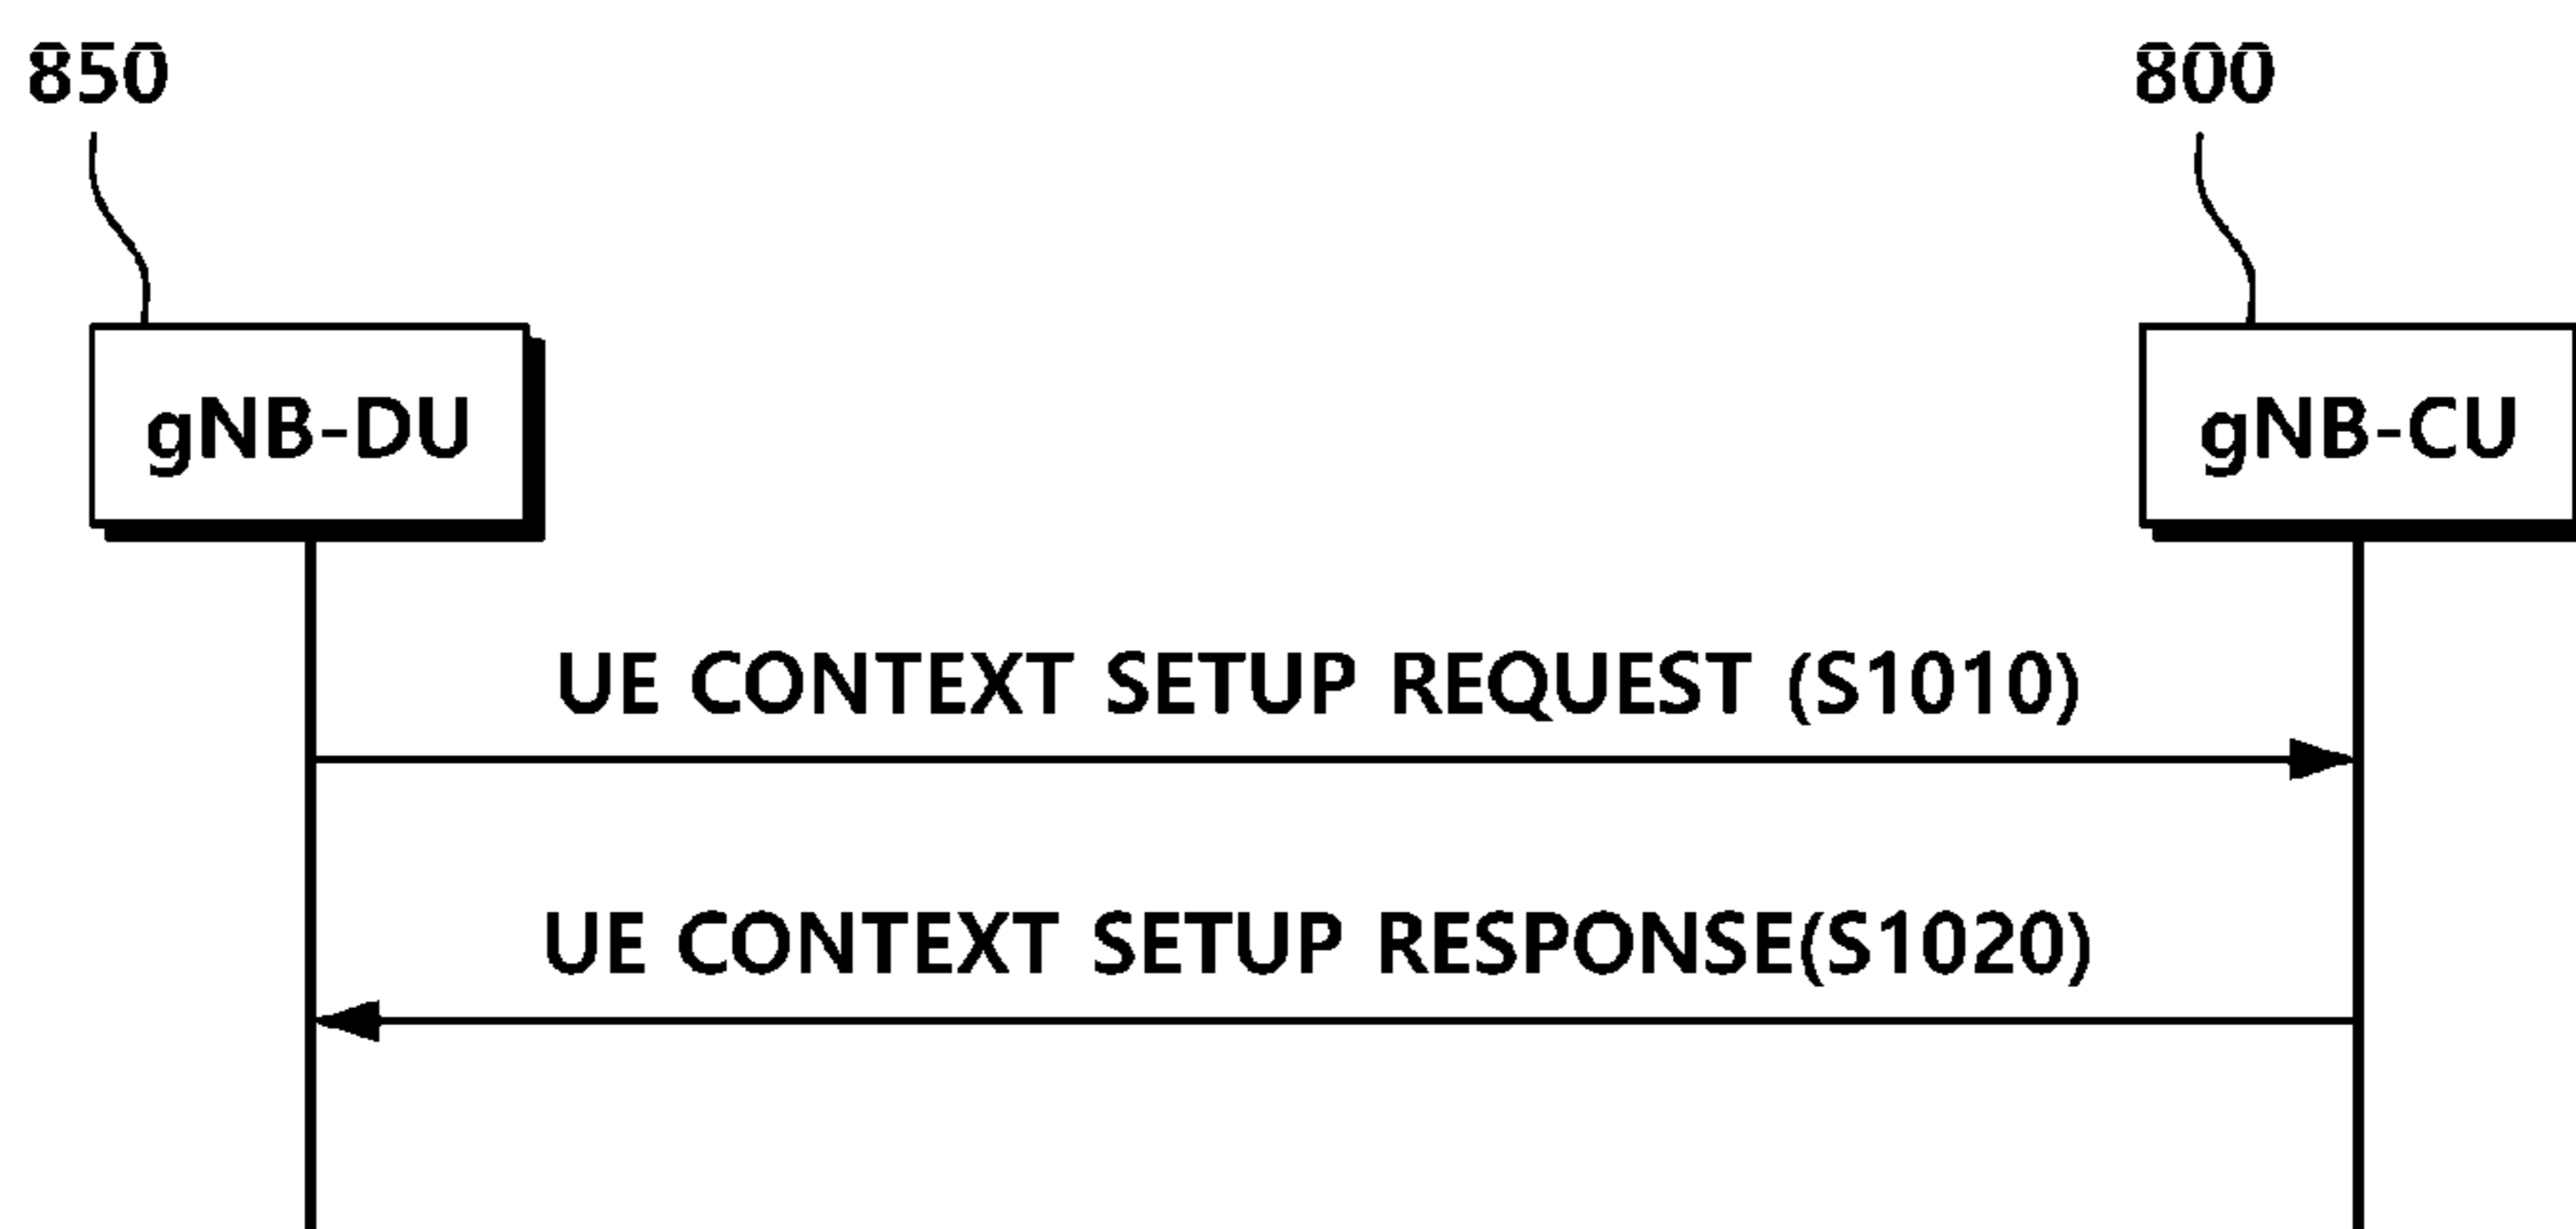 850
800
gNB-DU
gNB-CU
UE CONTEXT SETUP REQUEST (S1010)
UE CONTEXT SETUP RESPONSE(S1020)